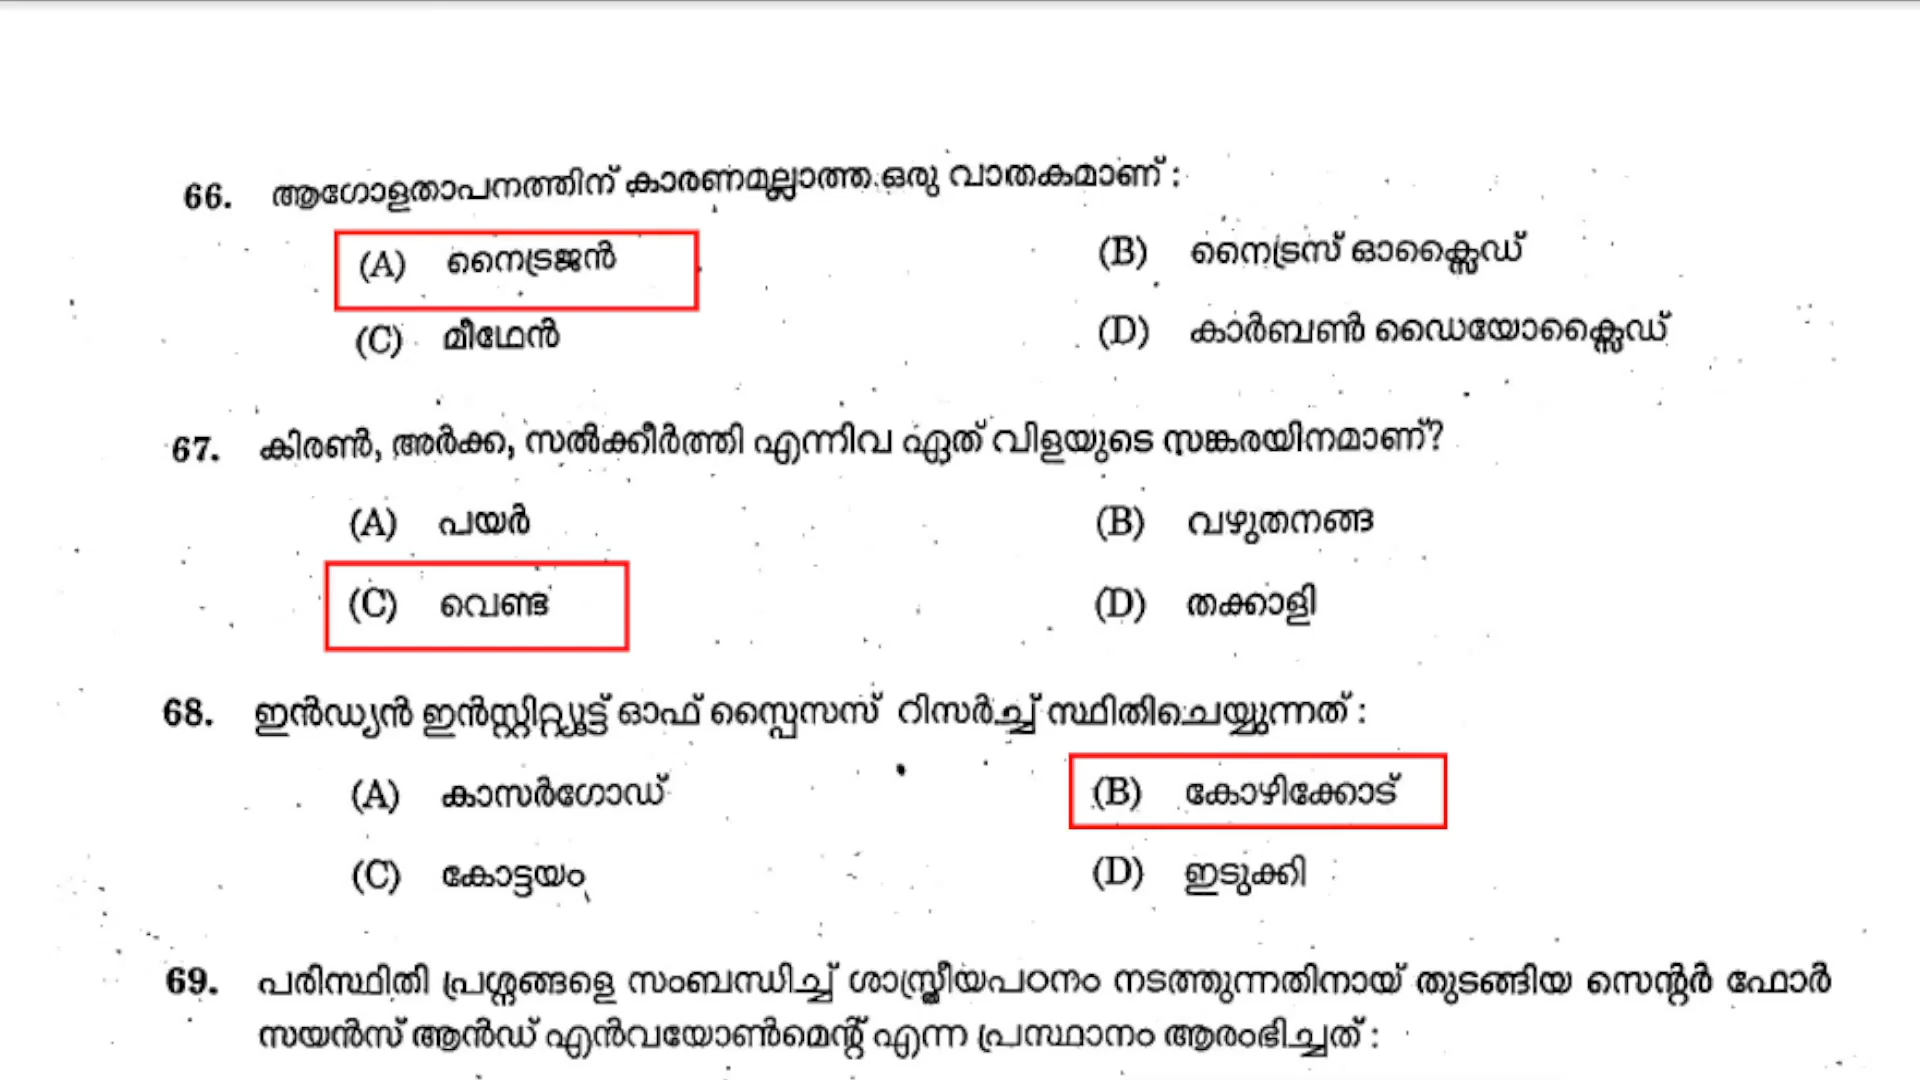 66. ആഗോളതാപനത്തിന് കാരണമല്ലാത്ത ഒരു വാതകമാണ് :
(A) നൈട്രജൻ (B) നൈട്രസ് ഓക്സൈഡ്
(C) മീഥേൻ (D) കാർബൺ ഡൈയോക്സൈഡ്
67. കിരൺ, അർക്ക, സൽക്കീർത്തി എന്നിവ ഏത് വിളയുടെ സങ്കരയിനമാണ്?
(A) പയർ (B) വഴുതനങ്ങ
(C) വെണ്ട (D) തക്കാളി
68. ഇൻഡ്യൻ ഇൻസ്റ്റിറ്റ്യൂട്ട് ഓഫ് സ്പൈസസ് റിസർച്ച് സ്ഥിതിചെയ്യുന്നത് :
(A) കാസർഗോഡ് (B) കോഴിക്കോട്
(C) കോട്ടയം (D) ഇടുക്കി
69. പരിസ്ഥിതി പ്രശ്നങ്ങളെ സംബന്ധിച്ച് ശാസ്ത്രീയപഠനം നടത്തുന്നതിനായ് തുടങ്ങിയ സെന്റർ ഫോർ
സയൻസ് ആൻഡ് എൻവയോൺമെന്റ് എന്ന പ്രസ്ഥാനം ആരംഭിച്ചത് :